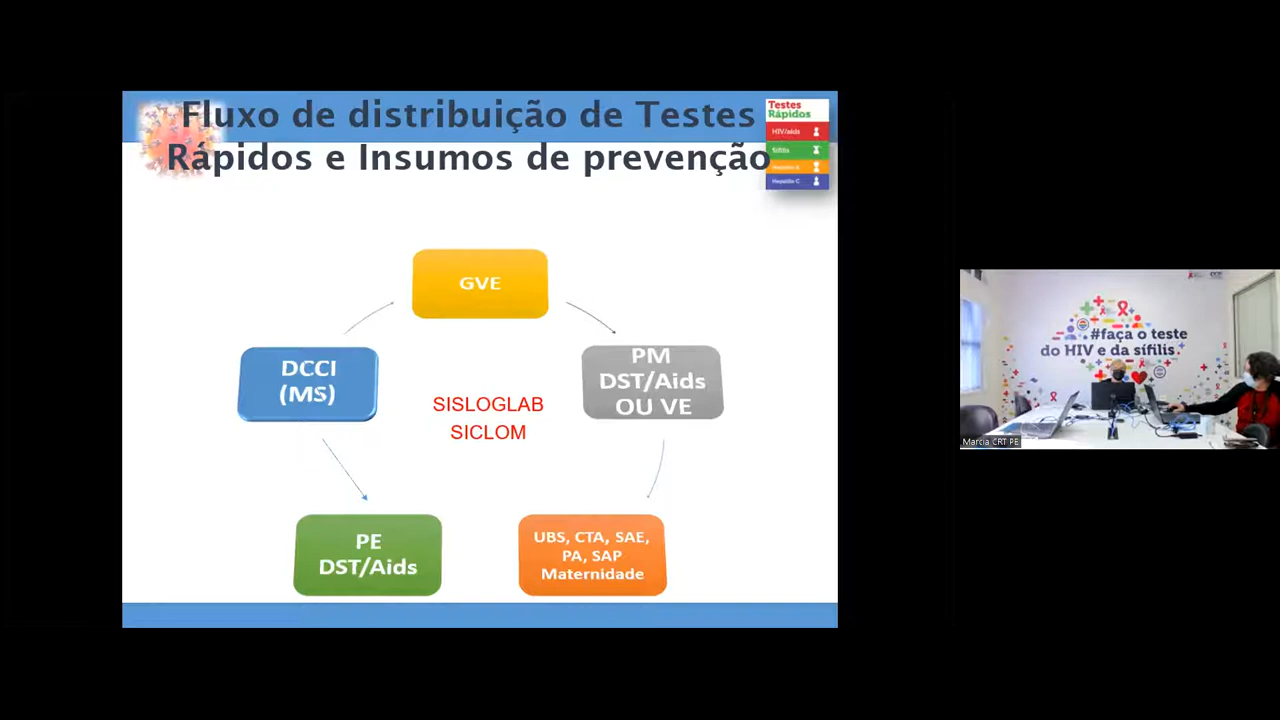 Fluxo de distribuição de Testes
Rápidos e Insumos de prevenção
Testes
Rápidos
HIV/aids
Sífilis
Hepatite C
GVE
DCCI
(MS)
PM
DST/Aids
OU VE
SISLOGLAB
SICLOM
PE
DST/Aids
UBS, CTA, SAE,
PA, SAP
Maternidade
#faça o teste
do HIV e da sífilis.
Marcia CRT PE